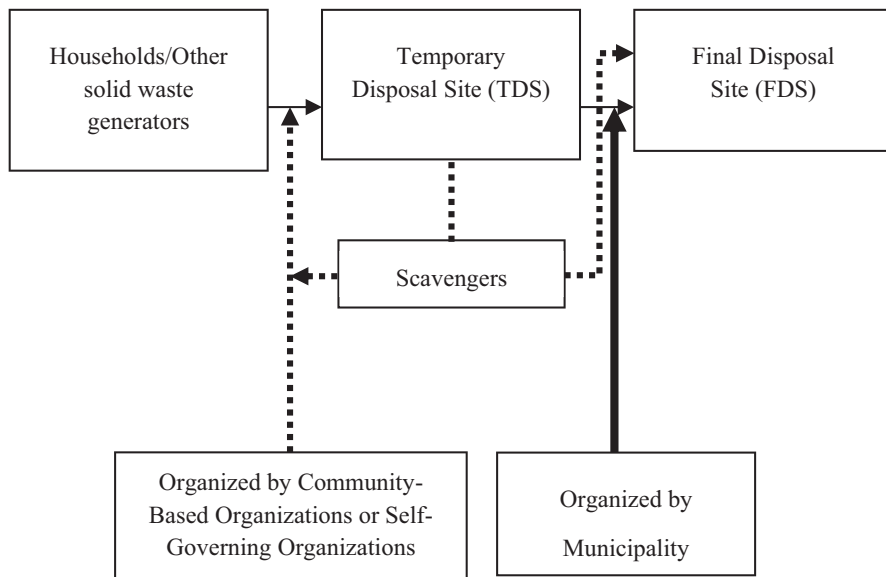 Households/Other
solid waste
generators
Temporary
Disposal Site (TDS)
Final Disposal
Site (FDS)
Scavengers
Organized by Community-
Based Organizations or Self-
Governing Organizations
Organized by
Municipality